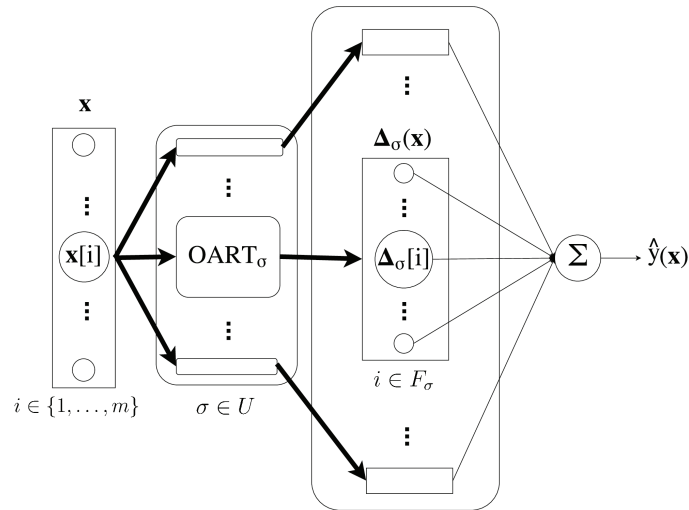 x
x[i]
i ∈ {1, . . . , m}
OART_σ
σ ∈ U
Δ_σ(x)
Δ_σ[i]
i ∈ F_σ
Σ
ŷ(x)